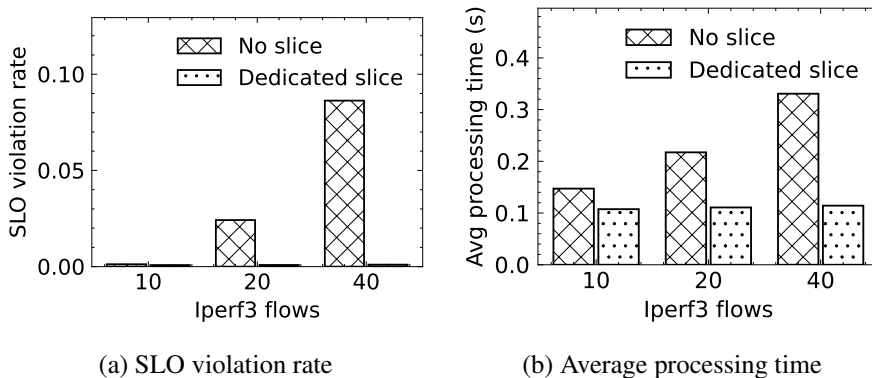 SLO violation rate
0.10
0.05
0.00
No slice
Dedicated slice
10 20 40
Iperf3 flows
(a) SLO violation rate
Avg processing time (s)
0.4
0.3
0.2
0.1
0.0
No slice
Dedicated slice
10 20 40
Iperf3 flows
(b) Average processing time